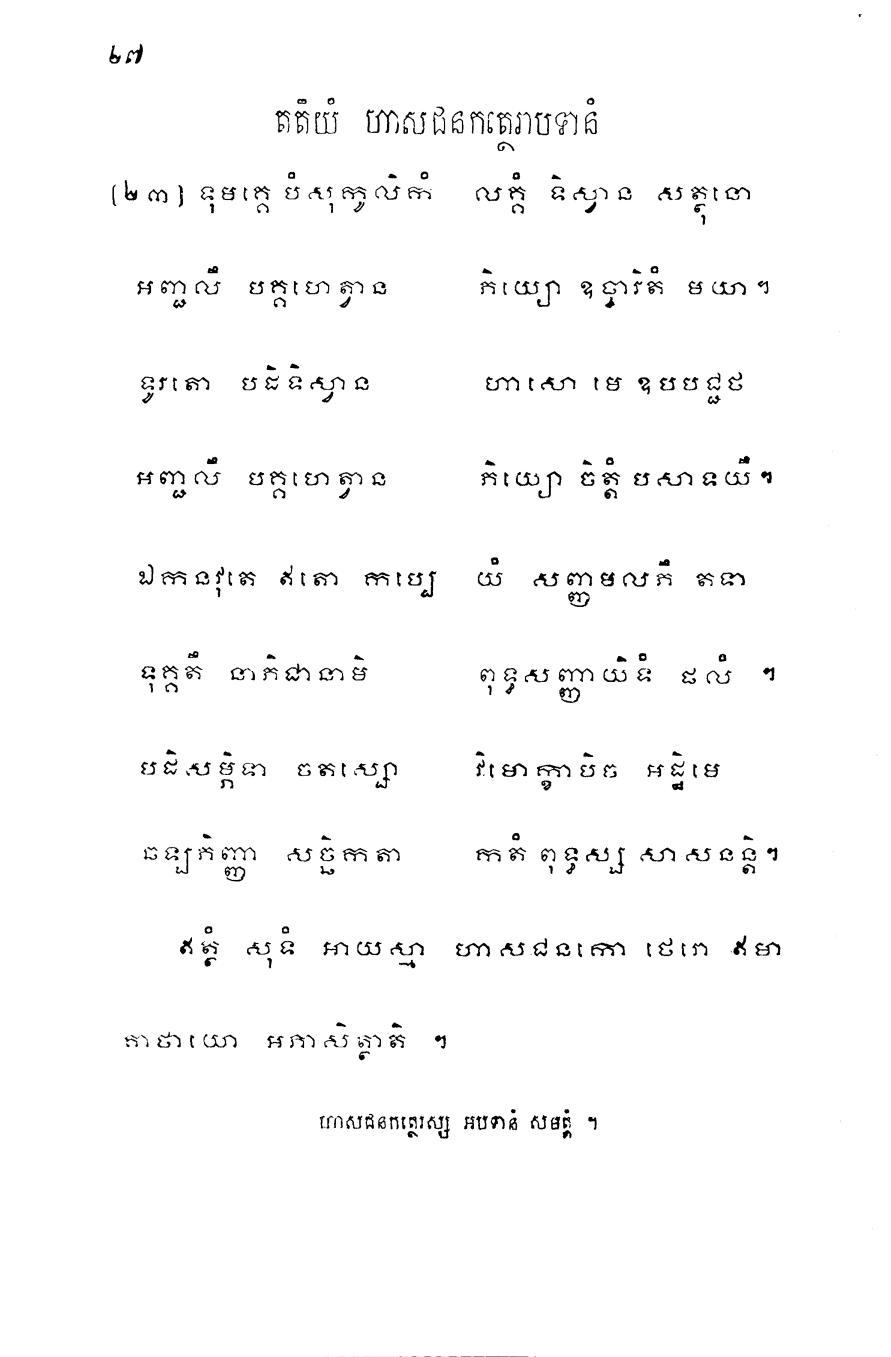 ២៧
តតិយំ ហាសជនកត្ថេរាបទានំ
(២៣) ទុមគ្គេ បំសុកូលិកំ លគ្គំ ទិស្វាន សត្ថុនោ
អញ្ជលឹ បគ្គហេត្វាន ភិយ្យោ ឧច្ចារិតំ មយា ។
ទូរតោ បដិទិស្វាន ហាសោ មេ ឧបបជ្ជថ
អញ្ជលឹ បគ្គហេត្វាន ភិយ្យោ ចិត្តំ បសាទយឹ ។
ឯកនវុតេ ឥតោ កប្បេ យំ សញ្ញមលភឹ តទា
ទុគ្គតឹ នាភិជានាមិ ពុទ្ធសញ្ញាយិទំ ផលំ ។
បដិសម្ភិទា ចតស្សោ វិមោក្ខាបិច អដ្ឋិមេ
ឆឡភិញ្ញា សច្ឆិកតា កតំ ពុទ្ធស្ស សាសនន្តិ ។
ឥត្ថំ សុទំ អាយស្មា ហាសជនកោ ថេរោ ឥមា
គាថាយោ អភាសិត្ថាតិ ។
ហាសជនកត្ថេរស្ស អបទានំ សមត្តំ ។